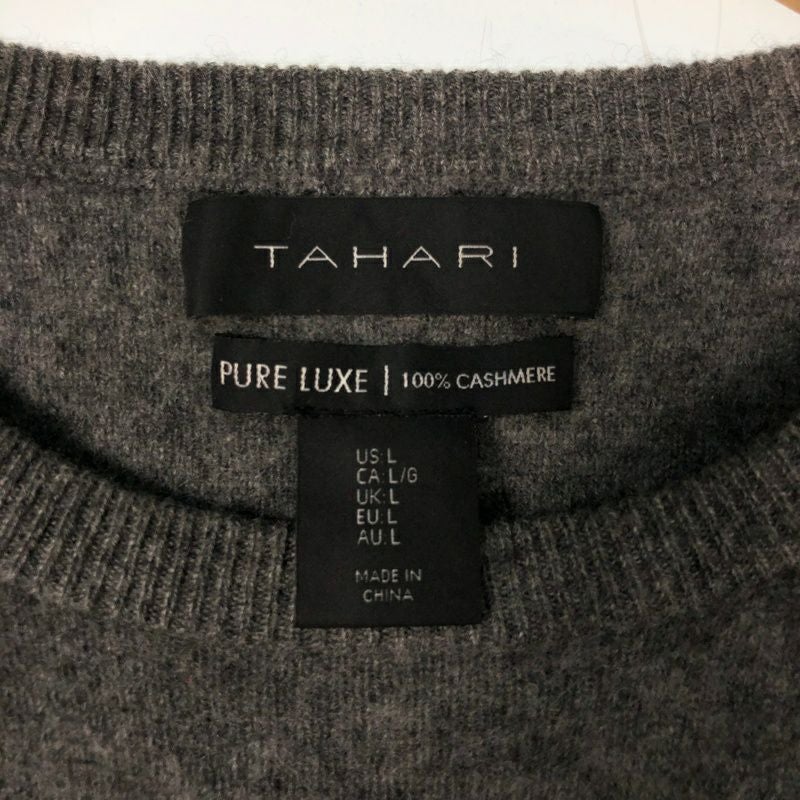 TAHARI
PURE LUXE | 100% CASHMERE
US: L
CA: L/G
UK: L
EU: L
AU: L
MADE IN
CHINA